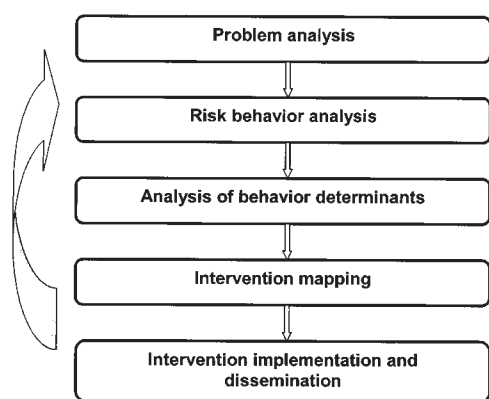 Problem analysis
Risk behavior analysis
Analysis of behavior determinants
Intervention mapping
Intervention implementation and
dissemination